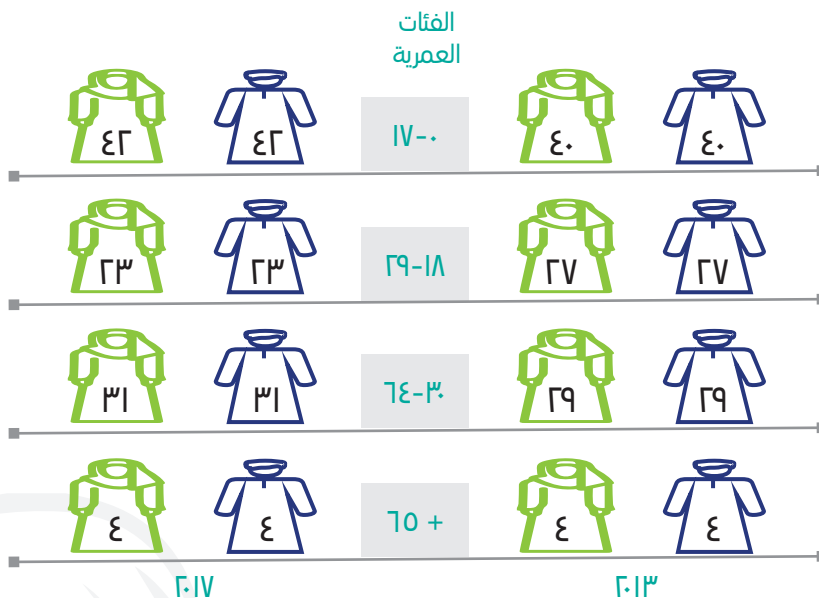 الفئات
العمرية
٤٠ ٤٠ ٠-١٧ ٤٢ ٤٢
٢٧ ٢٧ ١٨-٢٩ ٢٣ ٢٣
٢٩ ٢٩ ٣٠-٦٤ ٣١ ٣١
٤ ٤ + ٦٥ ٤ ٤
٢٠١٣ ٢٠١٧